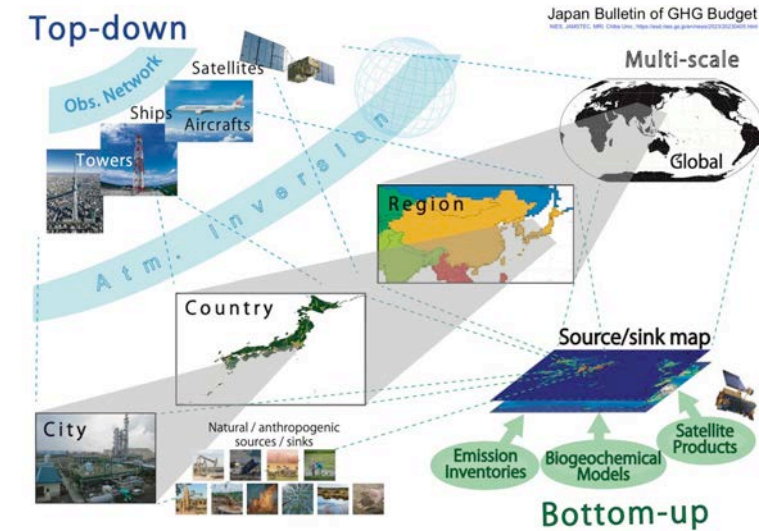 Japan Bulletin of GHG Budget
Top-down
Multi-scale
Satellites
Obs. Network
Ships
Aircrafts
Towers
Global
Atm. Inversion
Region
Country
Source/sink map
City
Natural / anthropogenic
sources / sinks
Emission
Inventories
Biogeochemical
Models
Satellite
Products
Bottom-up